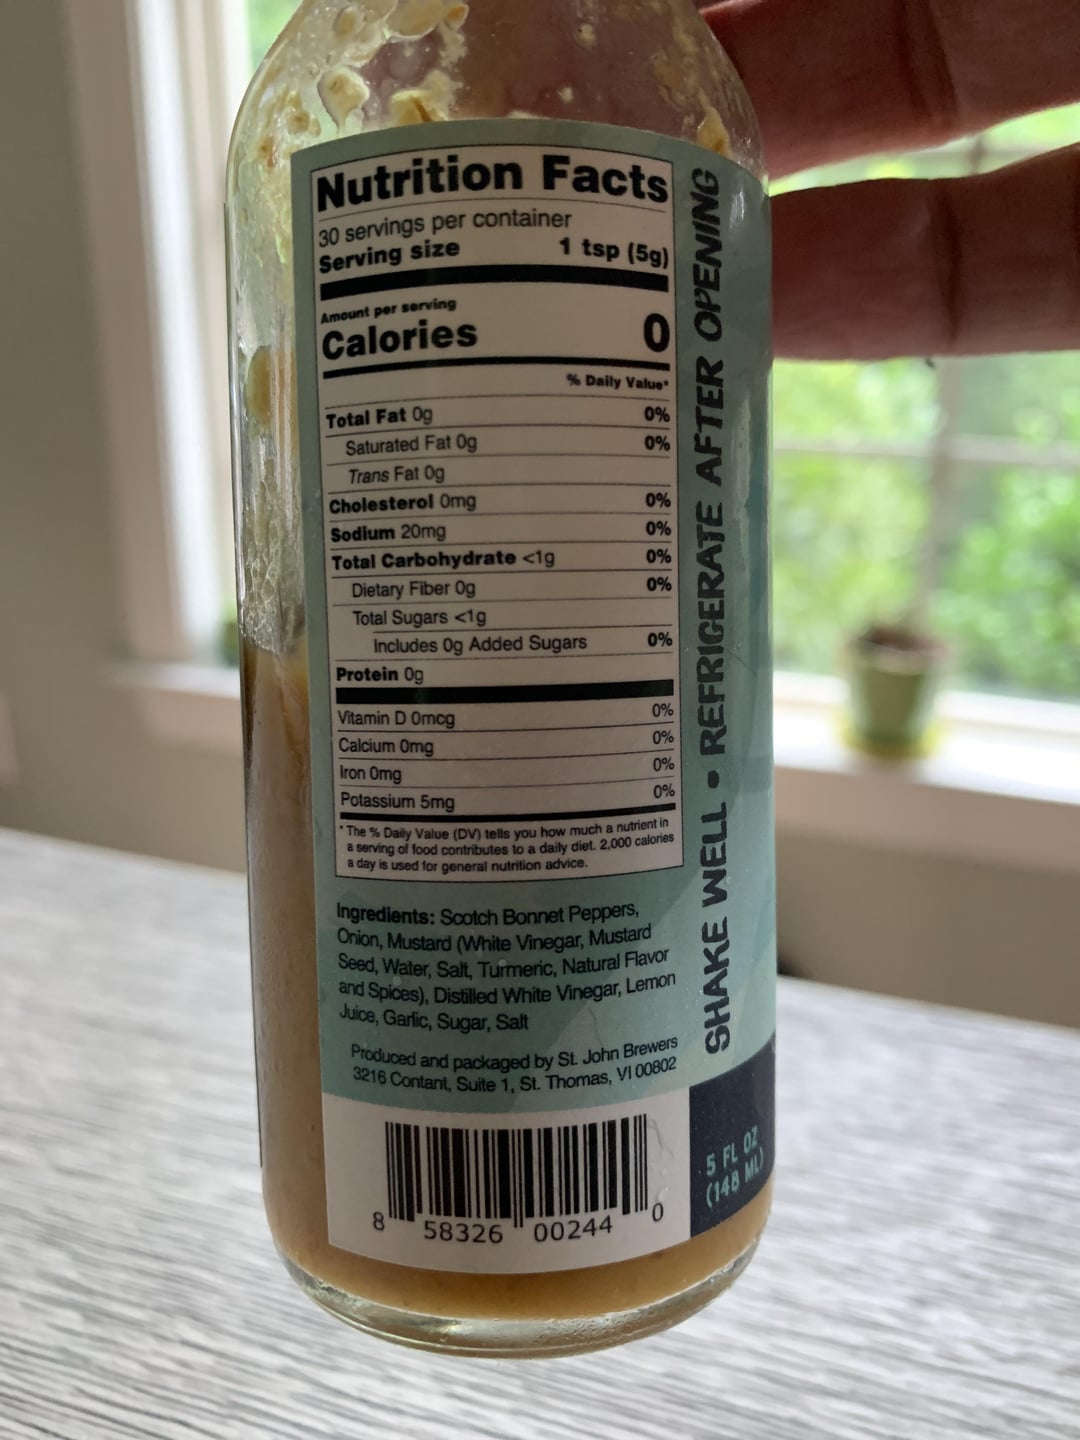 Nutrition Facts
30 servings per container
Serving size 1 tsp (5g)
Amount per serving
Calories 0
% Daily Value*
Total Fat 0g 0%
Saturated Fat 0g 0%
Trans Fat 0g
Cholesterol 0mg 0%
Sodium 20mg 0%
Total Carbohydrate <1g 0%
Dietary Fiber 0g 0%
Total Sugars <1g
Includes 0g Added Sugars 0%
Protein 0g
Vitamin D 0mcg 0%
Calcium 0mg 0%
Iron 0mg 0%
Potassium 5mg 0%
* The % Daily Value (DV) tells you how much a nutrient in
a serving of food contributes to a daily diet. 2,000 calories
a day is used for general nutrition advice.
Ingredients: Scotch Bonnet Peppers,
Onion, Mustard (White Vinegar, Mustard
Seed, Water, Salt, Turmeric, Natural Flavor
and Spices), Distilled White Vinegar, Lemon
Juice, Garlic, Sugar, Salt
Produced and packaged by St. John Brewers
3216 Contant, Suite 1, St. Thomas, VI 00802
8 58326 00244 0
SHAKE WELL • REFRIGERATE AFTER OPENING
5 FL OZ
(148 ML)